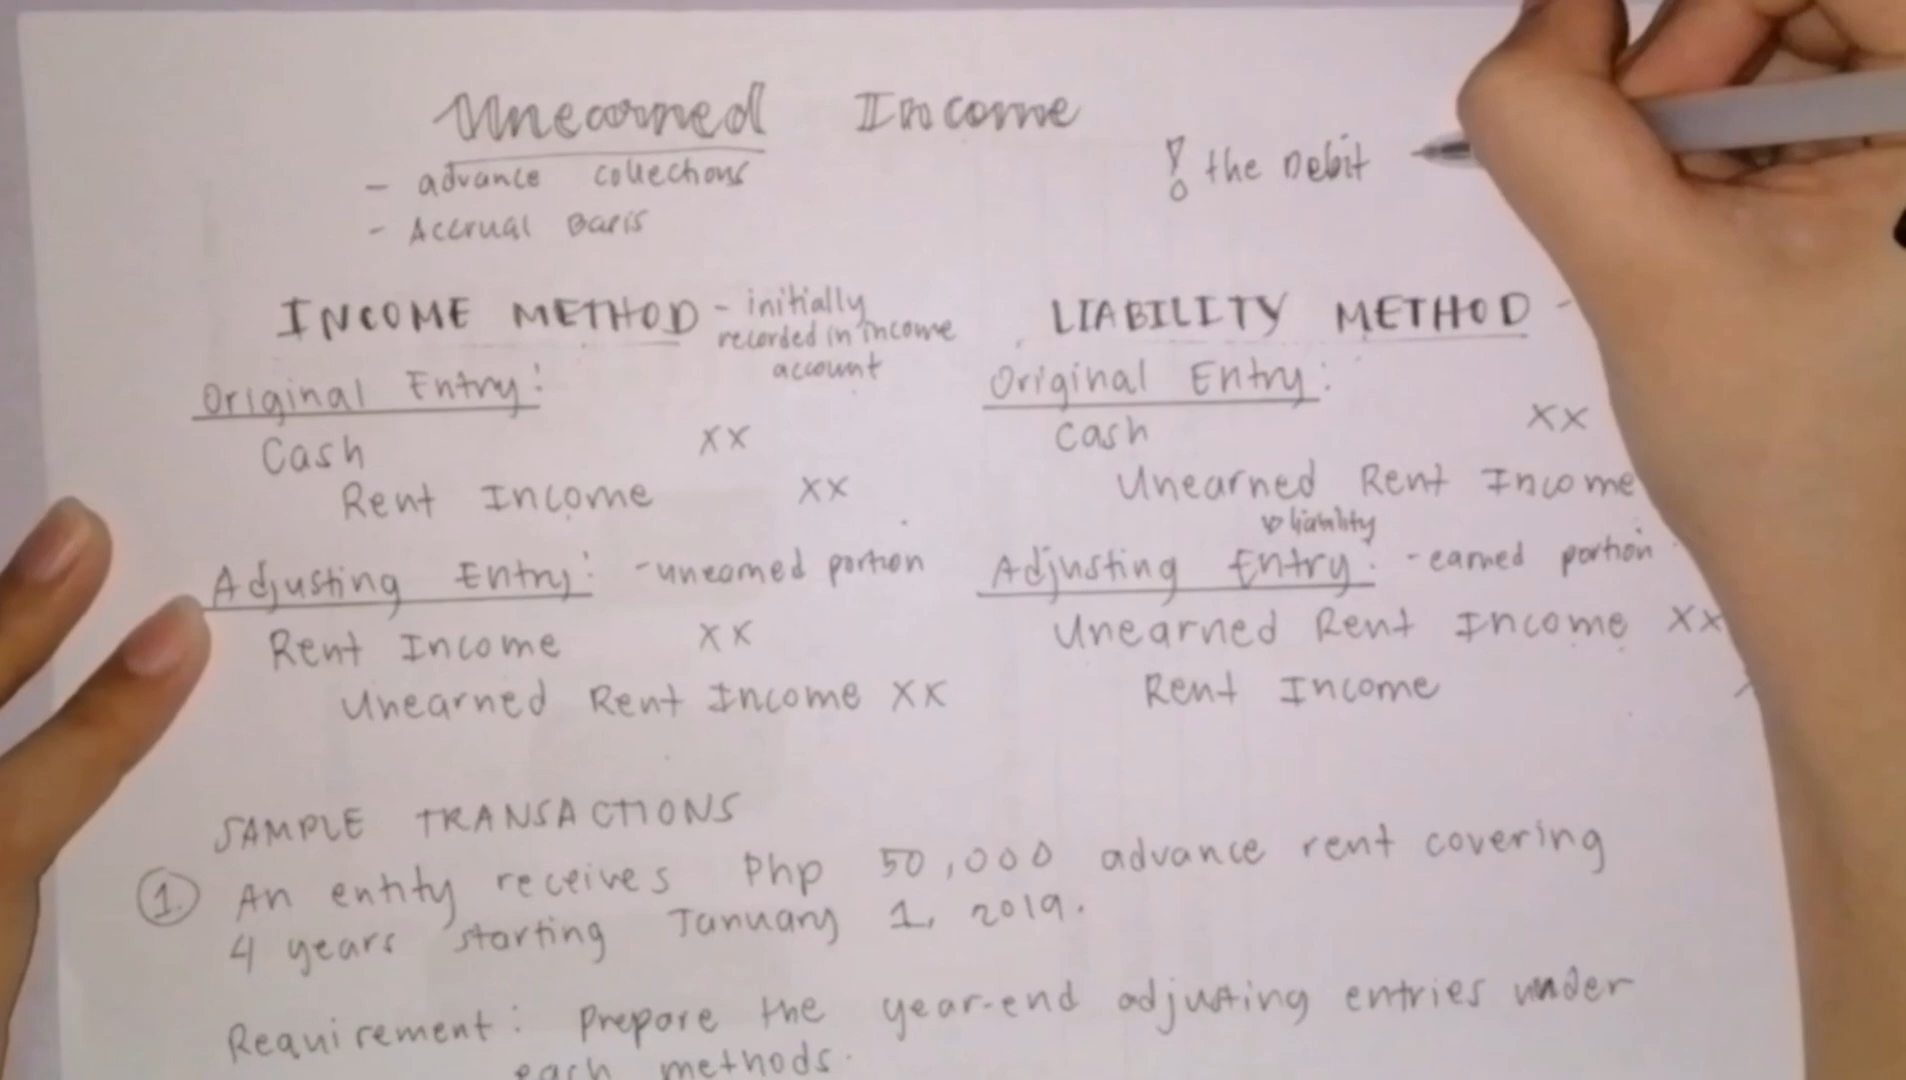 Unearned Income
- advance collections
- Accrual Basis
! the Debit
INCOME METHOD - initially
recorded in income
account
Original Entry:
Cash xx
Rent Income xx
Adjusting Entry: - unearned portion
Rent Income xx
Unearned Rent Income xx
LIABILITY METHOD -
Original Entry:
Cash xx
Unearned Rent Income
liability
Adjusting Entry: - earned portion
Unearned Rent Income xx
Rent Income
SAMPLE TRANSACTIONS
1. An entity receives Php 50,000 advance rent covering
4 years starting January 1, 2019.
Requirement: Prepare the year-end adjusting entries under
each methods.